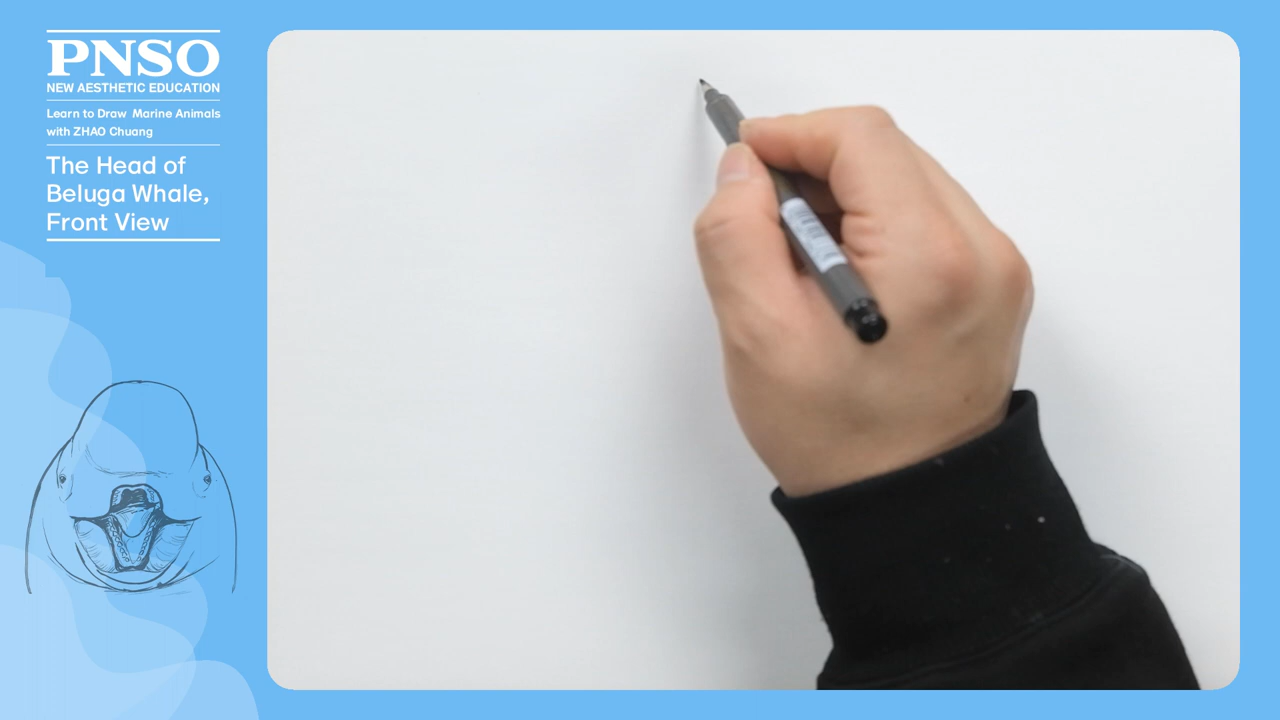 PNSO
NEW AESTHETIC EDUCATION
Learn to Draw Marine Animals
with ZHAO Chuang
The Head of
Beluga Whale,
Front View